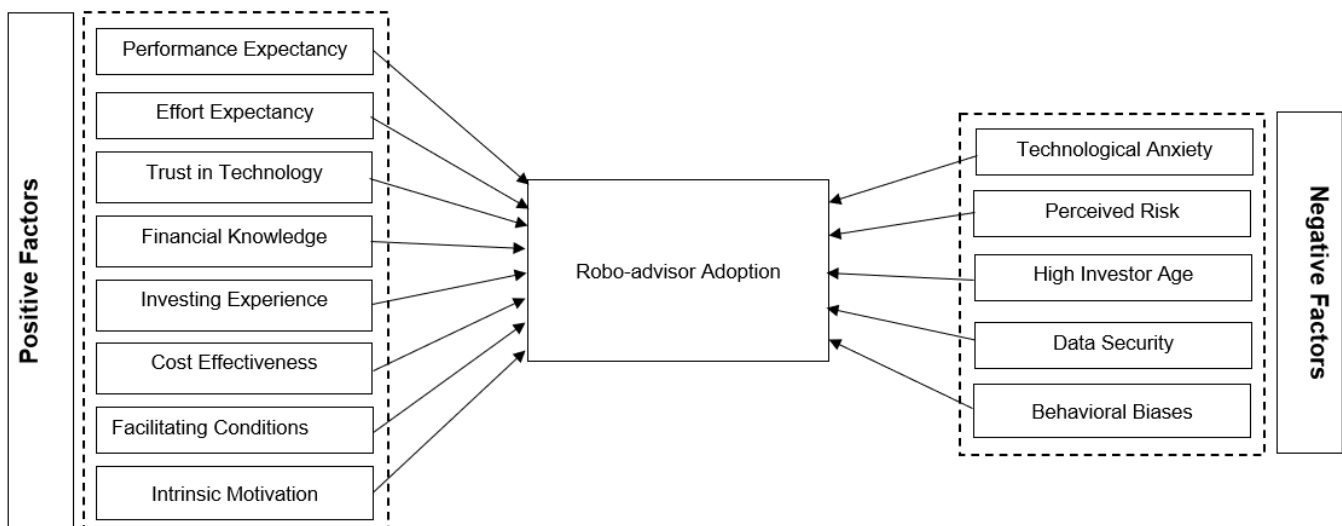 Positive Factors
Performance Expectancy
Effort Expectancy
Trust in Technology
Financial Knowledge
Investing Experience
Cost Effectiveness
Facilitating Conditions
Intrinsic Motivation
Robo-advisor Adoption
Technological Anxiety
Perceived Risk
High Investor Age
Data Security
Behavioral Biases
Negative Factors